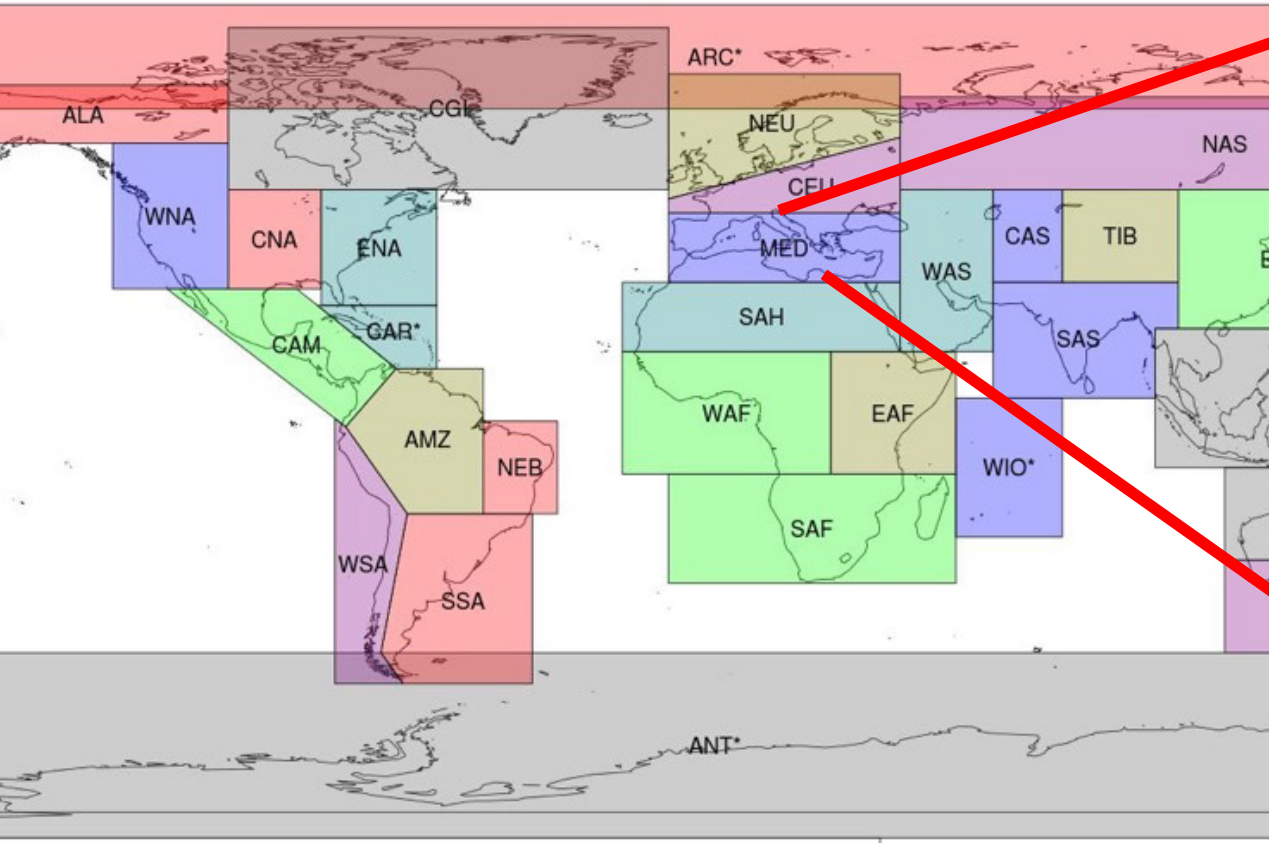 ARC*
CGI
ALA
NEU
NAS
CEU
WNA
CNA
ENA
MED
WAS
CAS
TIB
E
CAR*
CAM
SAH
SAS
WAF
EAF
AMZ
NEB
WIO*
SAF
WSA
SSA
ANT*